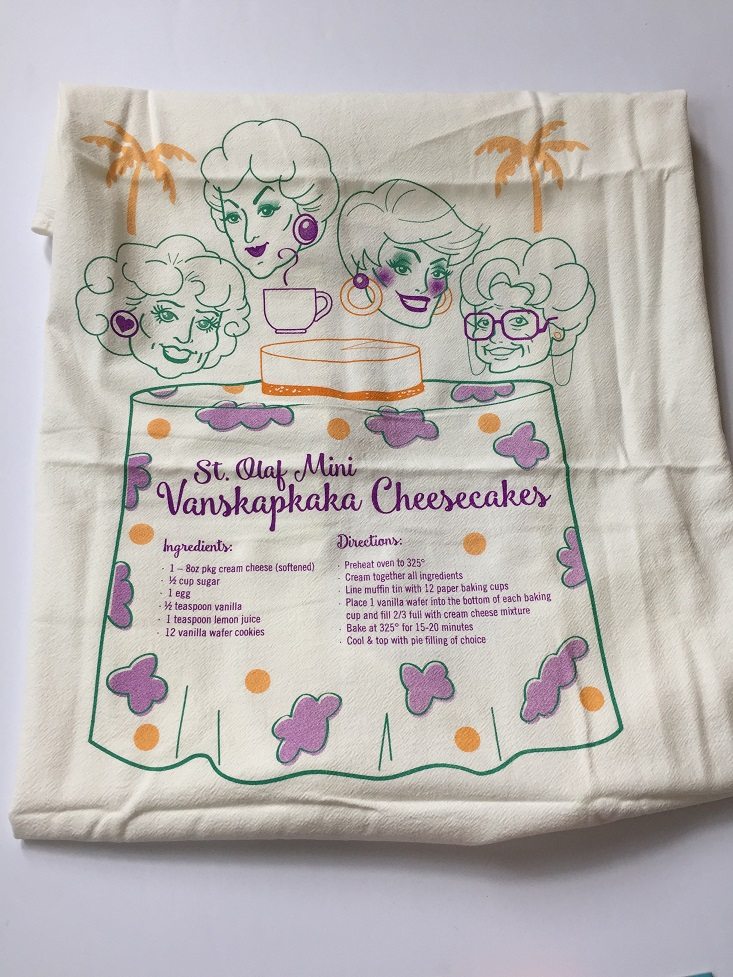 St. Olaf Mini
Vanskapkaka Cheesecakes
Ingredients:
· 1 – 8oz pkg cream cheese (softened)
· ½ cup sugar
· 1 egg
· ½ teaspoon vanilla
· 1 teaspoon lemon juice
· 12 vanilla wafer cookies
Directions:
· Preheat oven to 325°
· Cream together all ingredients
· Line muffin tin with 12 paper baking cups
· Place 1 vanilla wafer into the bottom of each baking
cup and fill 2/3 full with cream cheese mixture
· Bake at 325° for 15-20 minutes
· Cool & top with pie filling of choice